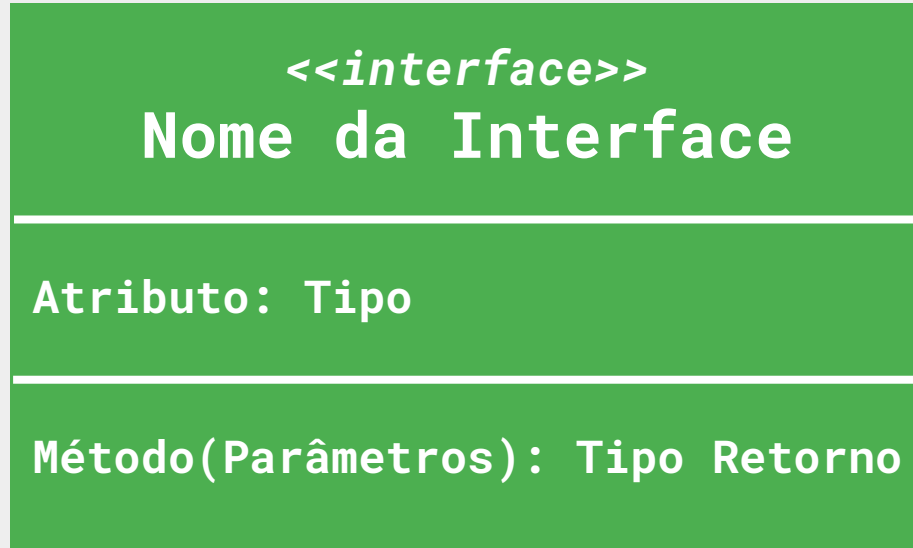 <<interface>>
Nome da Interface
Atributo: Tipo
Método(Parâmetros): Tipo Retorno